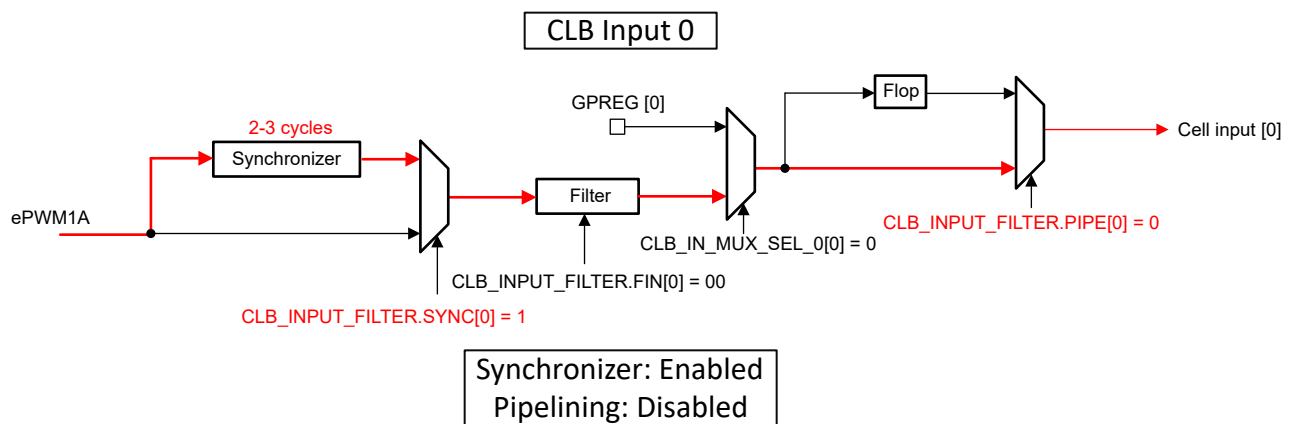 CLB Input 0
Flop
GPREG [0]
2-3 cycles
Cell input [0]
Synchronizer
Filter
ePWM1A
CLB_INPUT_FILTER.PIPE[0] = 0
CLB_IN_MUX_SEL_0[0] = 0
CLB_INPUT_FILTER.FIN[0] = 00
CLB_INPUT_FILTER.SYNC[0] = 1
Synchronizer: Enabled
Pipelining: Disabled